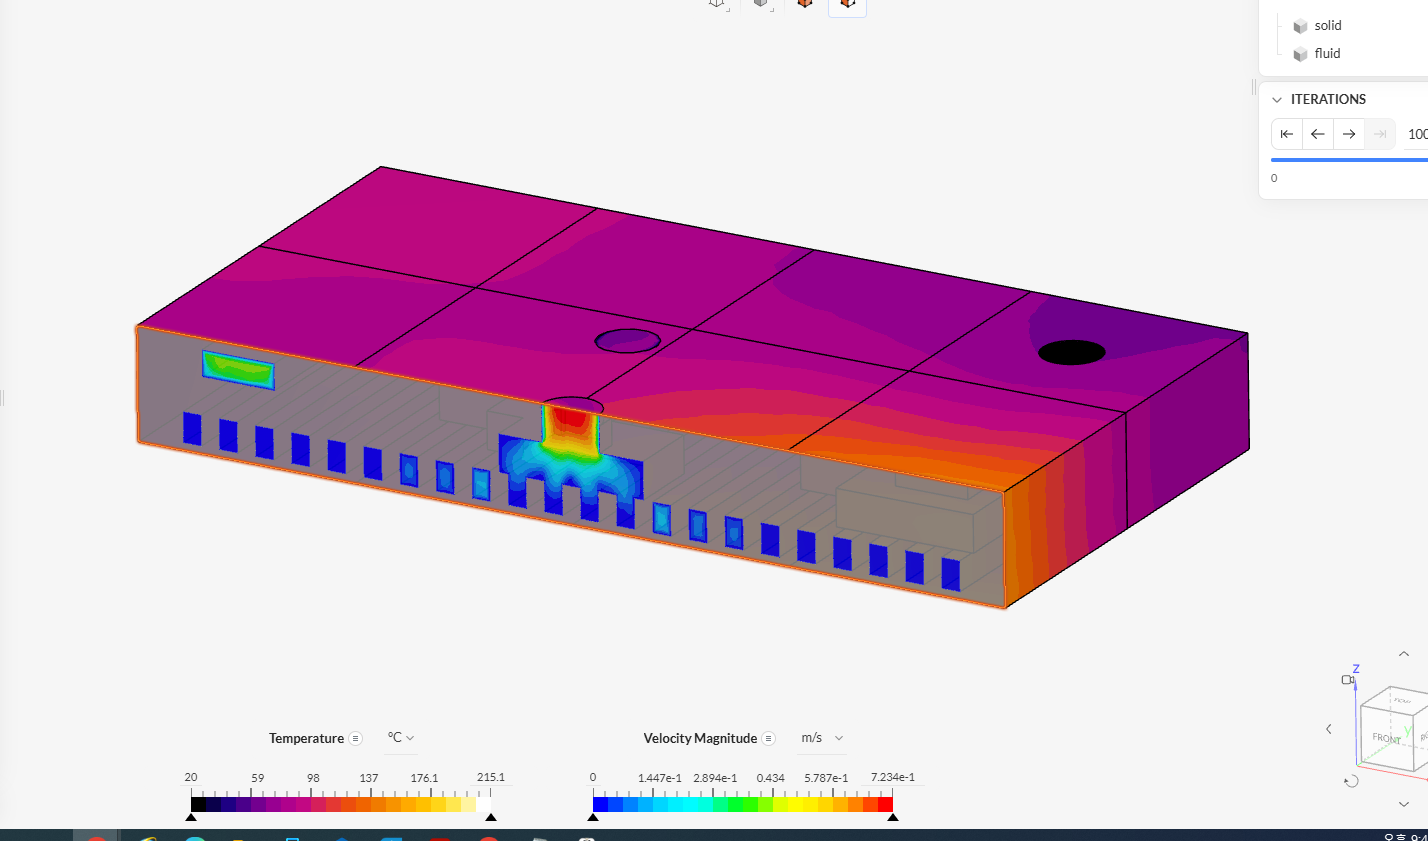 solid
fluid
ITERATIONS
0
Z
FRONT
y
Temperature °C
20 59 98 137 176.1 215.1
Velocity Magnitude m/s
0 1.447e-1 2.894e-1 0.434 5.787e-1 7.234e-1